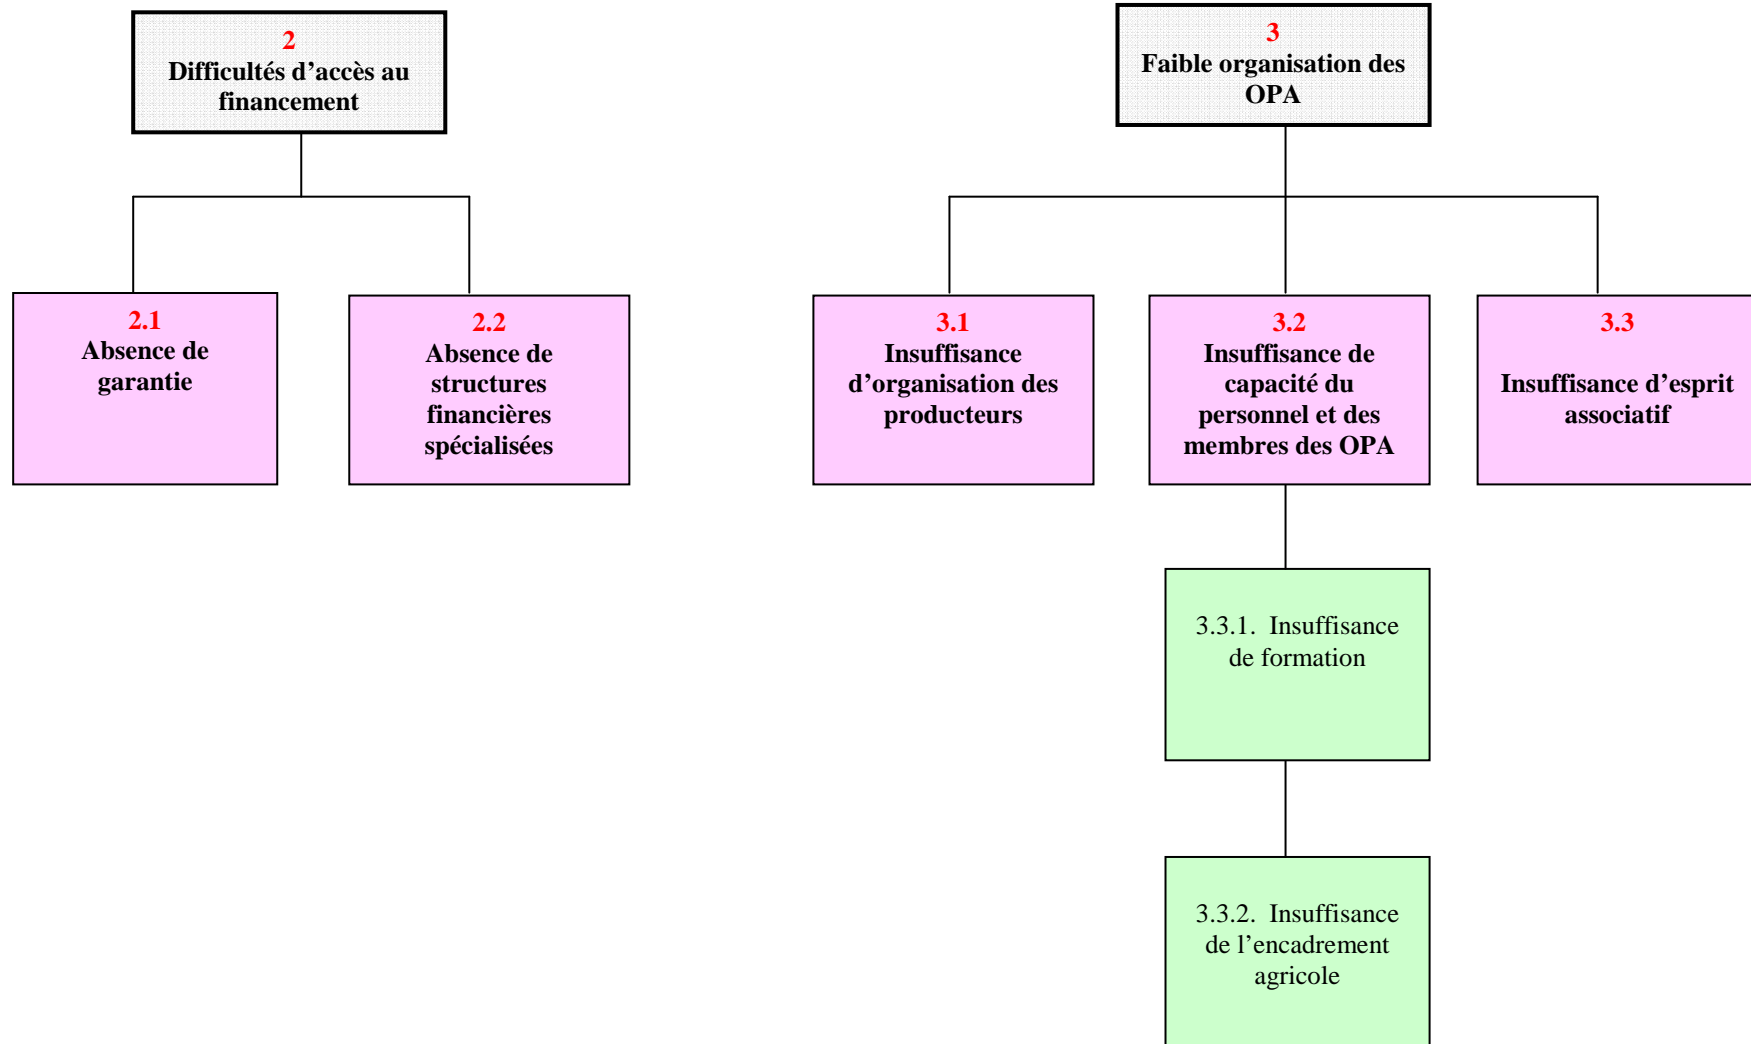 2
Difficultés d’accès au
financement
3
Faible organisation des
OPA
2.1
Absence de
garantie
2.2
Absence de
structures
financières
spécialisées
3.1
Insuffisance
d’organisation des
producteurs
3.2
Insuffisance de
capacité du
personnel et des
membres des OPA
3.3
Insuffisance d’esprit
associatif
3.3.1.  Insuffisance
de formation
3.3.2.  Insuffisance
de l’encadrement
agricole